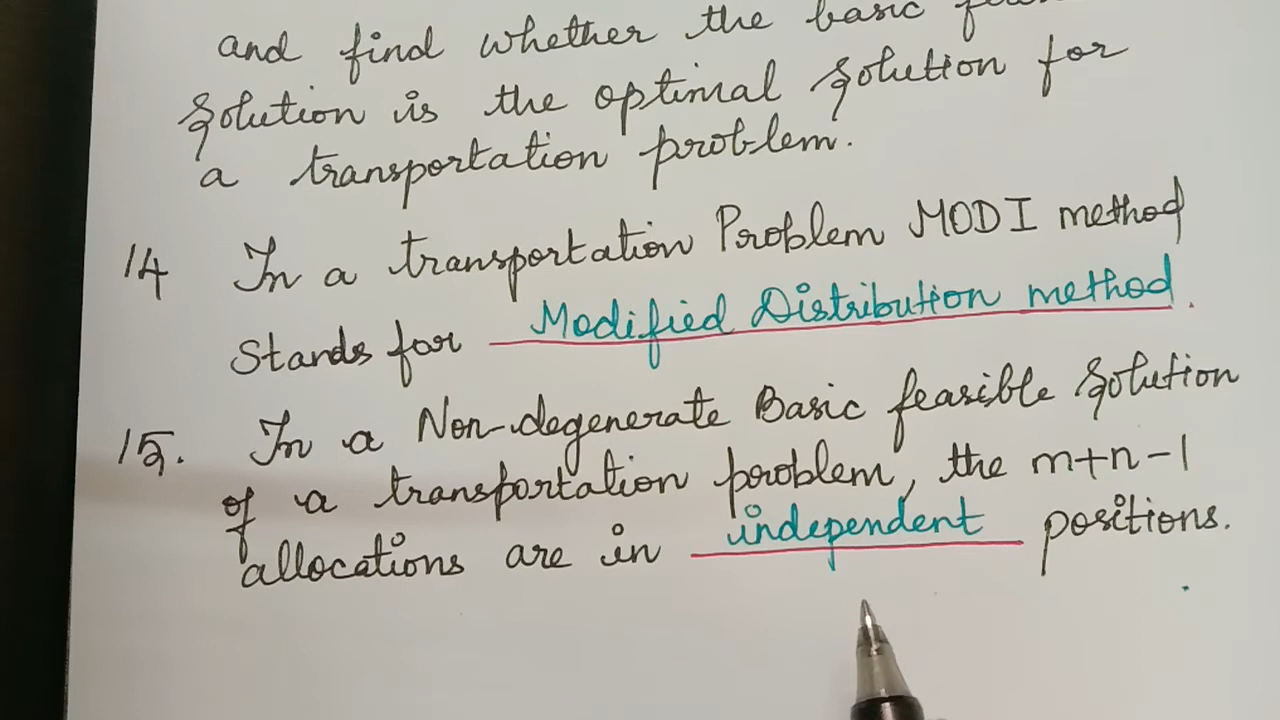 and find whether the basic
solution is the optimal solution for
a transportation problem.
14 In a transportation Problem MODI method
Stands for Modified Distribution method.
15. In a Non-degenerate Basic feasible solution
of a transportation problem, the m+n-1
allocations are in independent positions.